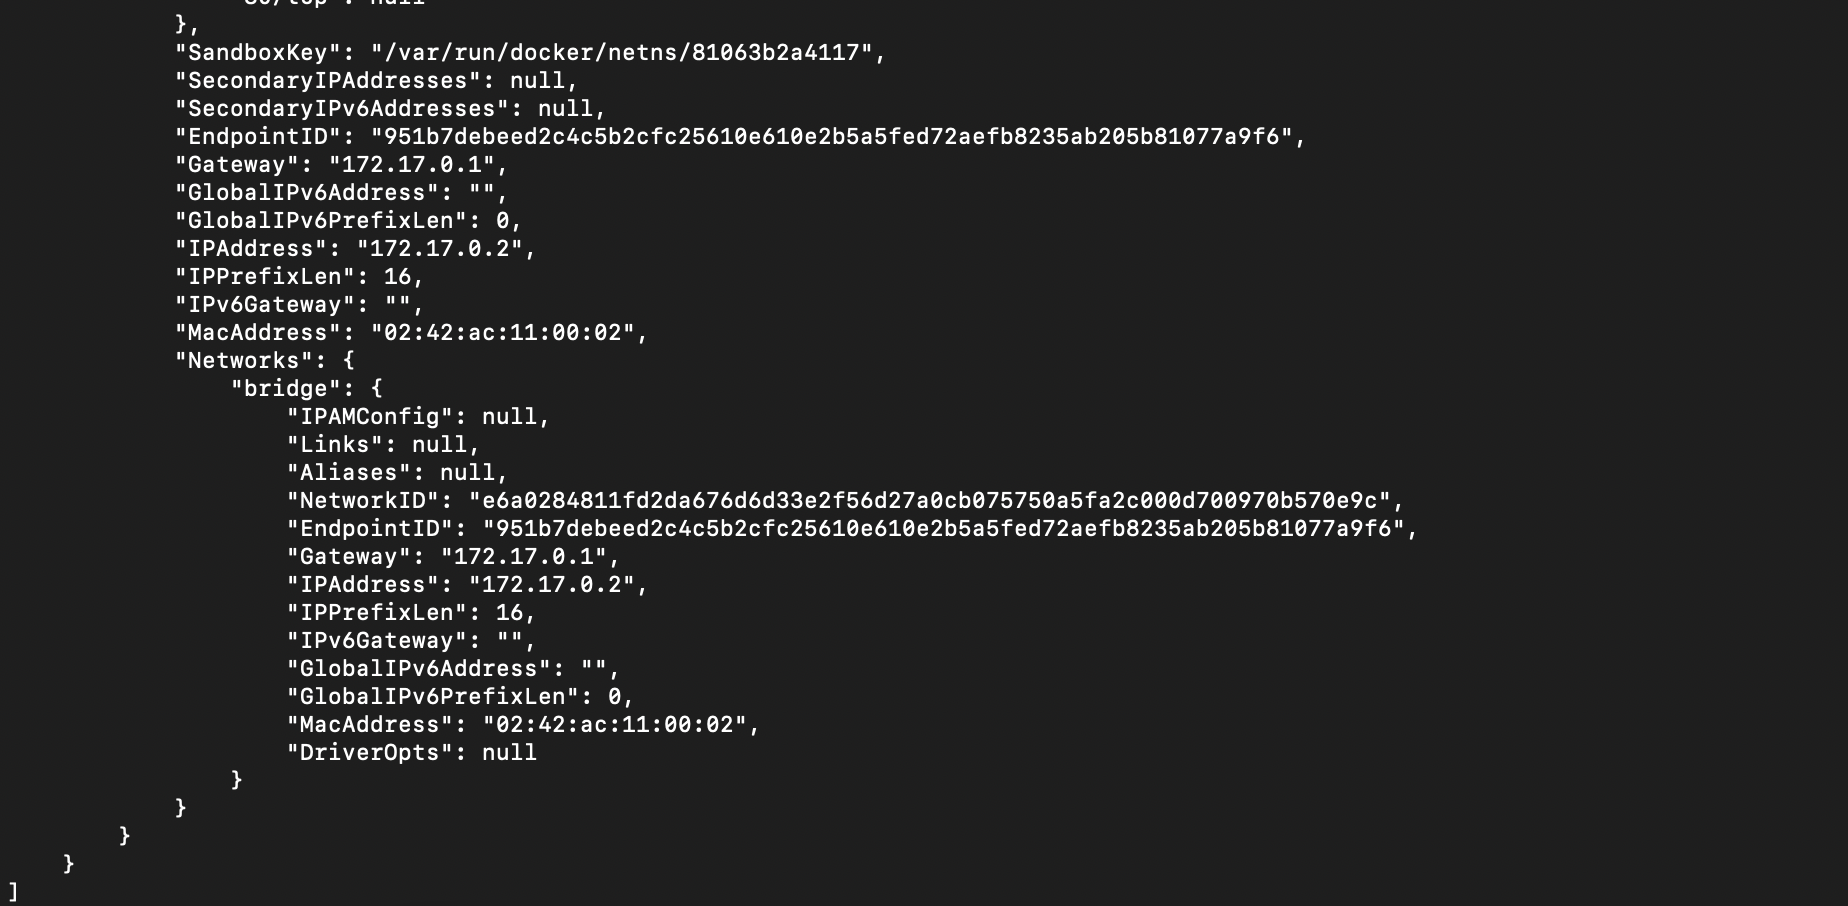 },
"SandboxKey": "/var/run/docker/netns/81063b2a4117",
"SecondaryIPAddresses": null,
"SecondaryIPv6Addresses": null,
"EndpointID": "951b7debeed2c4c5b2cfc25610e610e2b5a5fed72aefb8235ab205b81077a9f6",
"Gateway": "172.17.0.1",
"GlobalIPv6Address": "",
"GlobalIPv6PrefixLen": 0,
"IPAddress": "172.17.0.2",
"IPPrefixLen": 16,
"IPv6Gateway": "",
"MacAddress": "02:42:ac:11:00:02",
"Networks": {
"bridge": {
"IPAMConfig": null,
"Links": null,
"Aliases": null,
"NetworkID": "e6a0284811fd2da676d6d33e2f56d27a0cb075750a5fa2c000d700970b570e9c",
"EndpointID": "951b7debeed2c4c5b2cfc25610e610e2b5a5fed72aefb8235ab205b81077a9f6",
"Gateway": "172.17.0.1",
"IPAddress": "172.17.0.2",
"IPPrefixLen": 16,
"IPv6Gateway": "",
"GlobalIPv6Address": "",
"GlobalIPv6PrefixLen": 0,
"MacAddress": "02:42:ac:11:00:02",
"DriverOpts": null
}
}
}
}
]